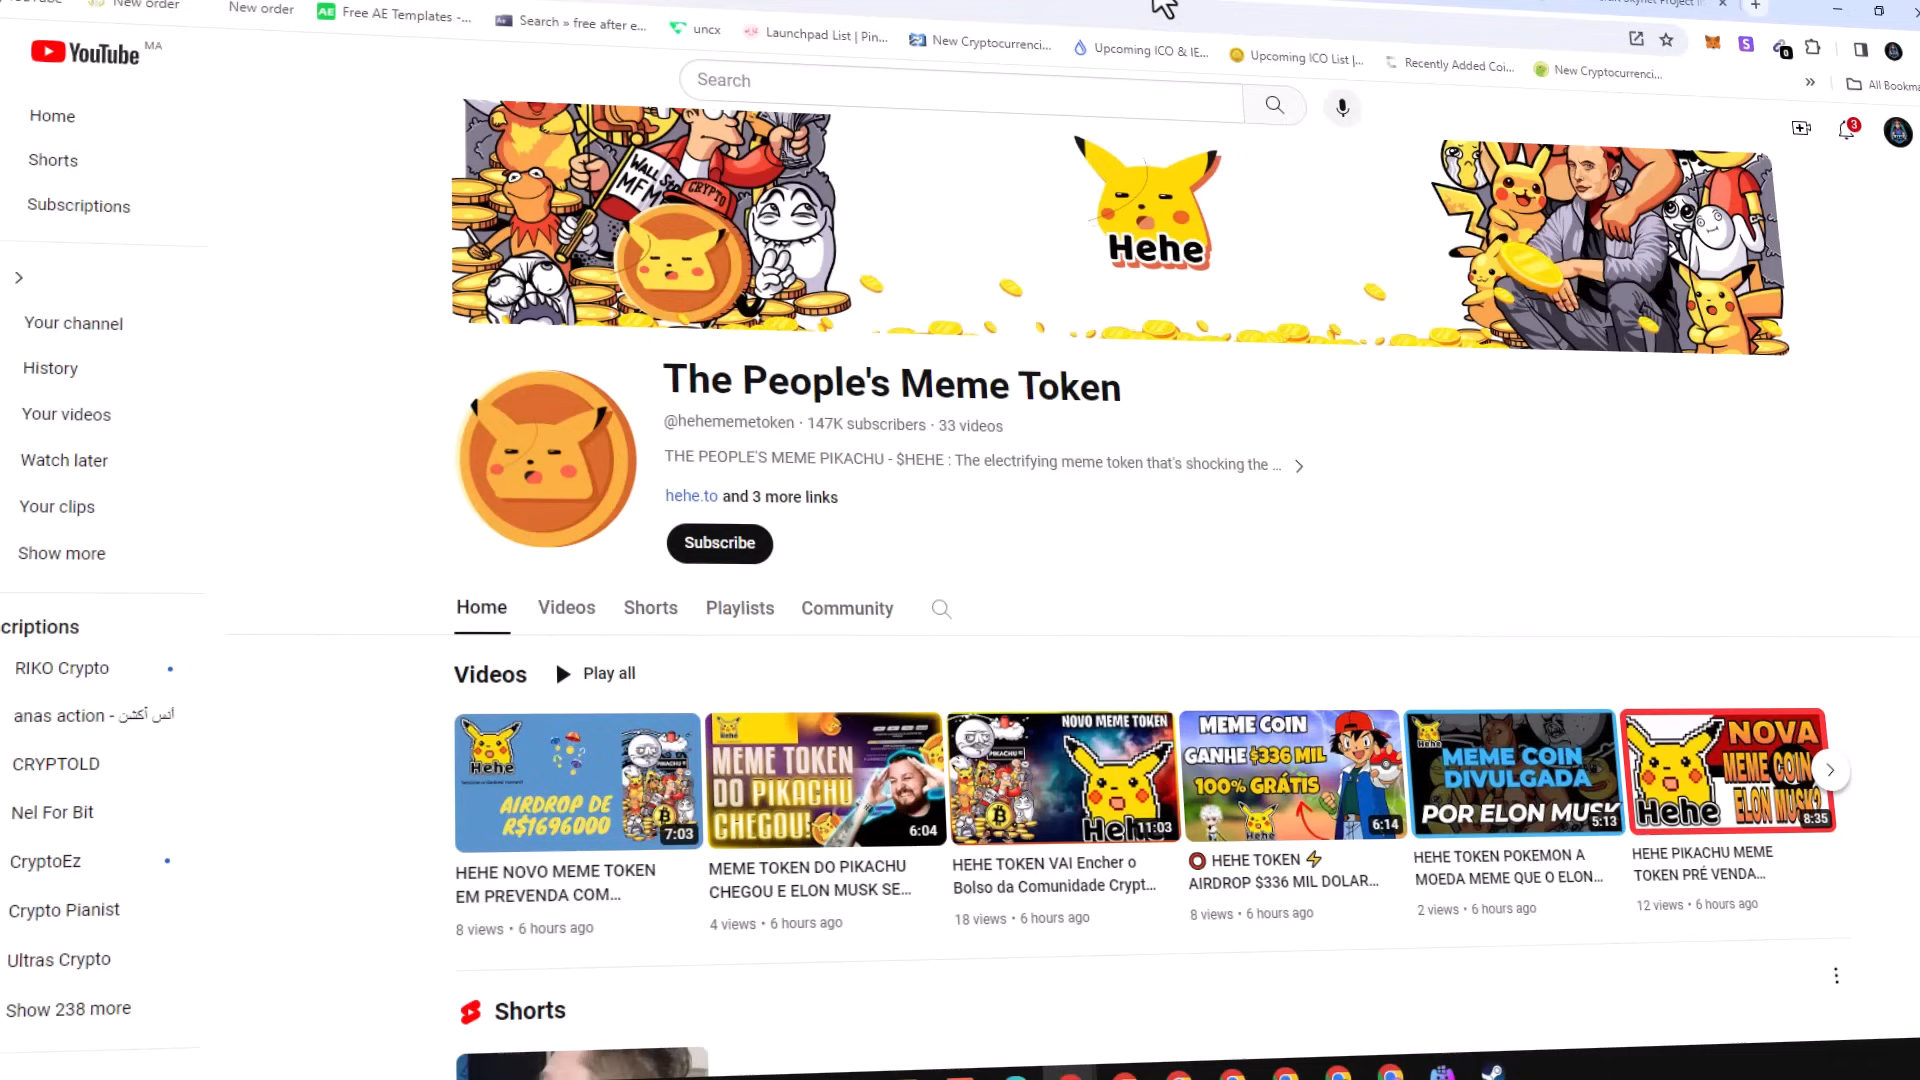 New order
New order
Free AE Templates -...
Search » free after e...
uncx
Launchpad List | Pin...
New Cryptocurrenci...
Upcoming ICO & IE...
Upcoming ICO List |...
Recently Added Coi...
New Cryptocurrenci...
All Bookma
YouTube MA
Search
3
Home
Shorts
Subscriptions
Your channel
History
Your videos
Watch later
Your clips
Show more
criptions
RIKO Crypto
anas action - أنس أكشن
CRYPTOLD
Nel For Bit
CryptoEz
Crypto Pianist
Ultras Crypto
Show 238 more
WALL ST
MFM
CRYPTO
Hehe
The People's Meme Token
@hehememetoken · 147K subscribers · 33 videos
THE PEOPLE'S MEME PIKACHU - $HEHE : The electrifying meme token that's shocking the ...
hehe.to and 3 more links
Subscribe
Home Videos Shorts Playlists Community
Videos Play all
Hehe
AIRDROP DE
R$1696000
7:03
MEME TOKEN
DO PIKACHU
CHEGOU!
6:04
NOVO MEME TOKEN
PIKACHU
Hehe
11:03
MEME COIN
GANHE $336 MIL
100% GRÁTIS
Hehe
6:14
Hehe
MEME COIN
DIVULGADA
POR ELON MUSK
5:13
NOVA
MEME COIN
ELON MUSK?
Hehe
8:35
HEHE NOVO MEME TOKEN
EM PREVENDA COM...
8 views • 6 hours ago
MEME TOKEN DO PIKACHU
CHEGOU E ELON MUSK SE...
4 views • 6 hours ago
HEHE TOKEN VAI Encher o
Bolso da Comunidade Crypt...
18 views • 6 hours ago
⭕ HEHE TOKEN ⚡
AIRDROP $336 MIL DOLAR...
8 views • 6 hours ago
HEHE TOKEN POKEMON A
MOEDA MEME QUE O ELON...
2 views • 6 hours ago
HEHE PIKACHU MEME
TOKEN PRÉ VENDA...
12 views • 6 hours ago
Shorts